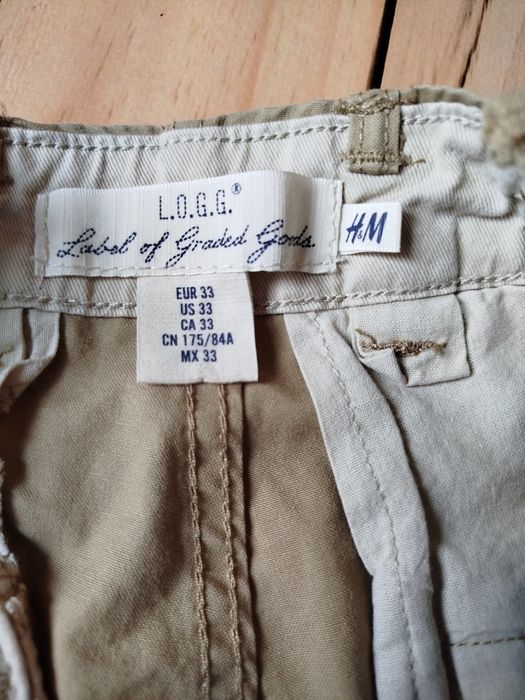 L.O.G.G.®
Label of Graded Goods.
H&M
EUR 33
US 33
CA 33
CN 175/84A
MX 33